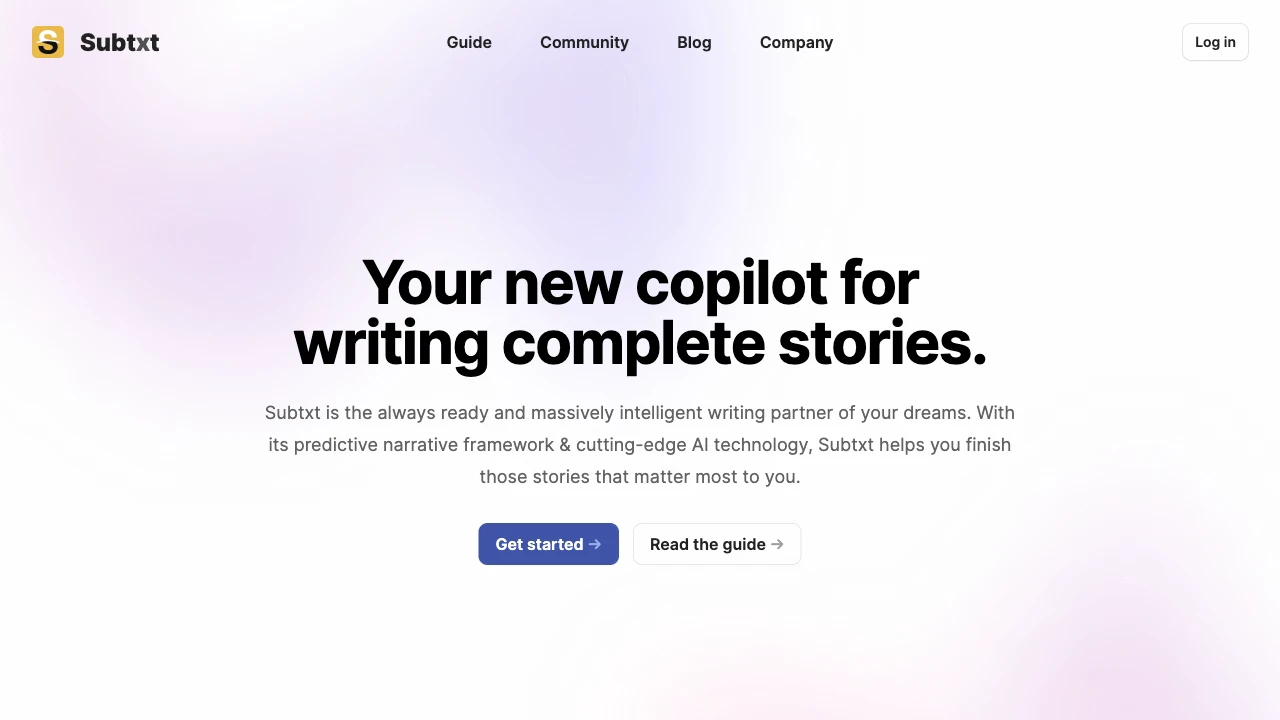 Subtxt
Guide
Community
Blog
Company
Log in
Your new copilot for
writing complete stories.
Subtxt is the always ready and massively intelligent writing partner of your dreams. With
its predictive narrative framework & cutting-edge AI technology, Subtxt helps you finish
those stories that matter most to you.
Get started →
Read the guide →